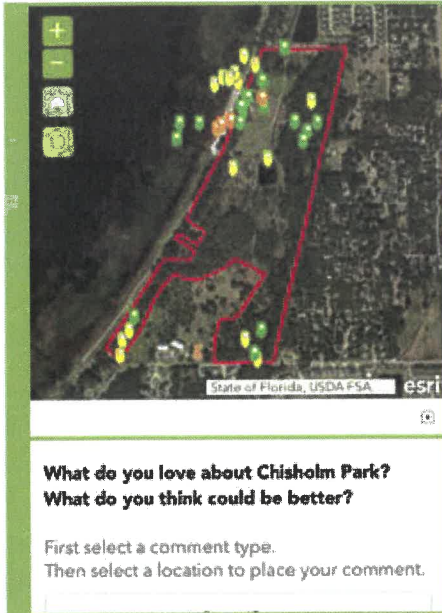 +
−
State of Florida, USDA FSA
esri
What do you love about Chisholm Park?
What do you think could be better?
First select a comment type.
Then select a location to place your comment.